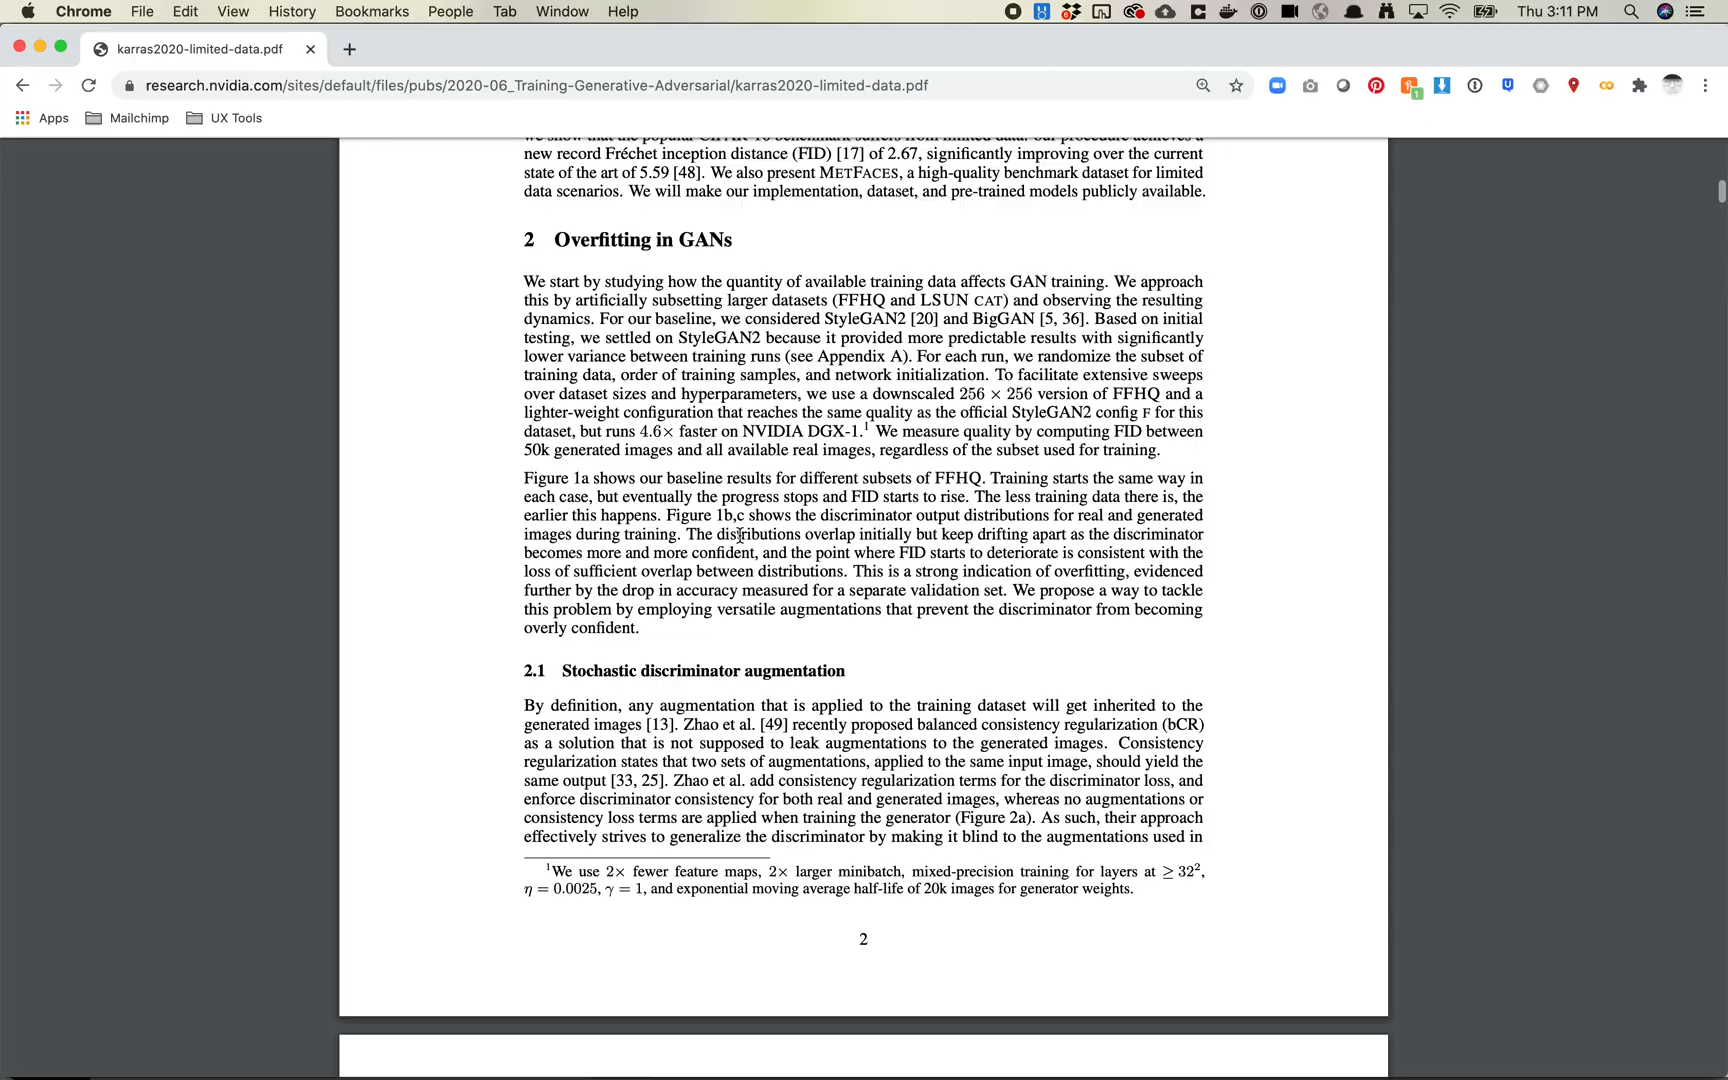 Chrome File Edit View History Bookmarks People Tab Window Help Thu 3:11 PM
karras2020-limited-data.pdf
research.nvidia.com/sites/default/files/pubs/2020-06_Training-Generative-Adversarial/karras2020-limited-data.pdf
Apps Mailchimp UX Tools
we show that the popular CIFAR-10 benchmark suffers from limited data: our procedure achieves a
new record Fréchet inception distance (FID) [17] of 2.67, significantly improving over the current
state of the art of 5.59 [48]. We also present METFACES, a high-quality benchmark dataset for limited
data scenarios. We will make our implementation, dataset, and pre-trained models publicly available.
2 Overfitting in GANs
We start by studying how the quantity of available training data affects GAN training. We approach
this by artificially subsetting larger datasets (FFHQ and LSUN CAT) and observing the resulting
dynamics. For our baseline, we considered StyleGAN2 [20] and BigGAN [5, 36]. Based on initial
testing, we settled on StyleGAN2 because it provided more predictable results with significantly
lower variance between training runs (see Appendix A). For each run, we randomize the subset of
training data, order of training samples, and network initialization. To facilitate extensive sweeps
over dataset sizes and hyperparameters, we use a downscaled 256 × 256 version of FFHQ and a
lighter-weight configuration that reaches the same quality as the official StyleGAN2 config F for this
dataset, but runs 4.6× faster on NVIDIA DGX-1.¹ We measure quality by computing FID between
50k generated images and all available real images, regardless of the subset used for training.
Figure 1a shows our baseline results for different subsets of FFHQ. Training starts the same way in
each case, but eventually the progress stops and FID starts to rise. The less training data there is, the
earlier this happens. Figure 1b,c shows the discriminator output distributions for real and generated
images during training. The distributions overlap initially but keep drifting apart as the discriminator
becomes more and more confident, and the point where FID starts to deteriorate is consistent with the
loss of sufficient overlap between distributions. This is a strong indication of overfitting, evidenced
further by the drop in accuracy measured for a separate validation set. We propose a way to tackle
this problem by employing versatile augmentations that prevent the discriminator from becoming
overly confident.
2.1 Stochastic discriminator augmentation
By definition, any augmentation that is applied to the training dataset will get inherited to the
generated images [13]. Zhao et al. [49] recently proposed balanced consistency regularization (bCR)
as a solution that is not supposed to leak augmentations to the generated images. Consistency
regularization states that two sets of augmentations, applied to the same input image, should yield the
same output [33, 25]. Zhao et al. add consistency regularization terms for the discriminator loss, and
enforce discriminator consistency for both real and generated images, whereas no augmentations or
consistency loss terms are applied when training the generator (Figure 2a). As such, their approach
effectively strives to generalize the discriminator by making it blind to the augmentations used in
¹We use 2× fewer feature maps, 2× larger minibatch, mixed-precision training for layers at ≥ 32²,
η = 0.0025, γ = 1, and exponential moving average half-life of 20k images for generator weights.
2